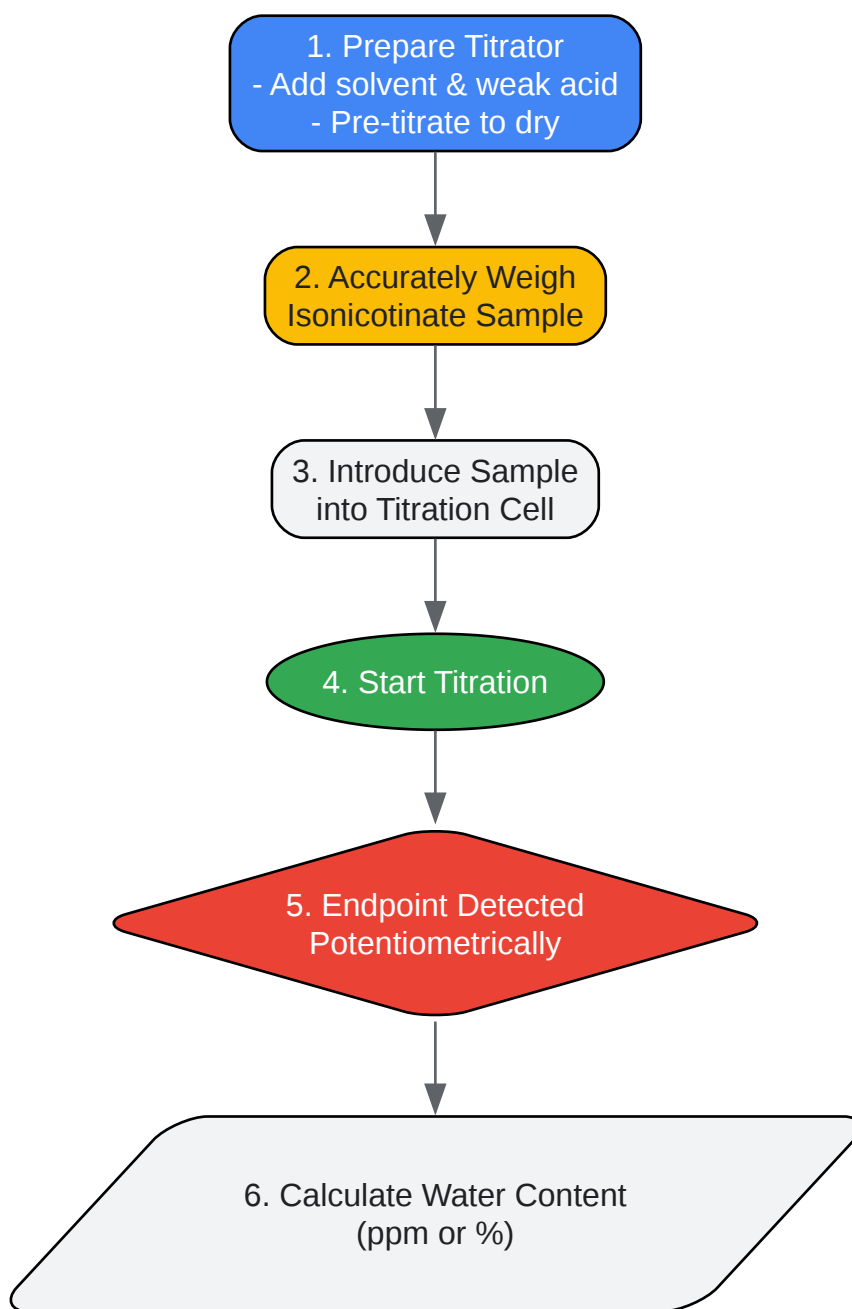 1. Prepare Titrator
- Add solvent & weak acid
- Pre-titrate to dry
2. Accurately Weigh
Isonicotinate Sample
3. Introduce Sample
into Titration Cell
4. Start Titration
5. Endpoint Detected
Potentiometrically
6. Calculate Water Content
(ppm or %)